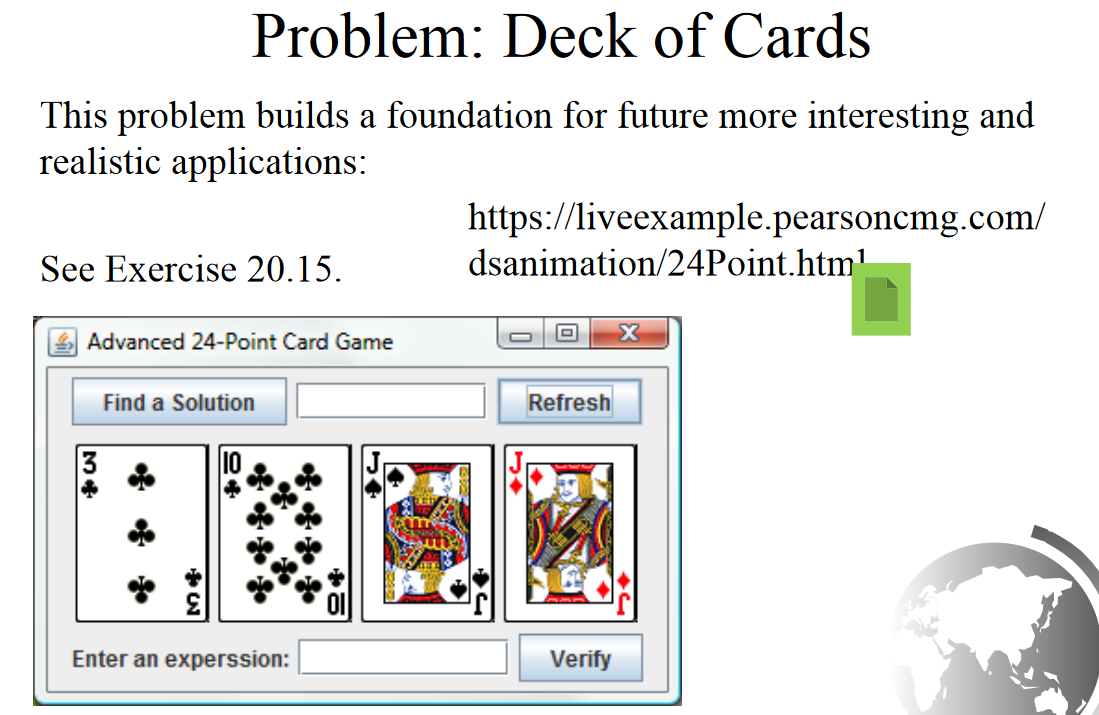 Problem: Deck of Cards
This problem builds a foundation for future more interesting and
realistic applications:
https://liveexample.pearsoncmg.com/
dsanimation/24Point.html
See Exercise 20.15.
Advanced 24-Point Card Game
Find a Solution
Refresh
3
10
J
J
3
10
J
J
Enter an experssion:
Verify